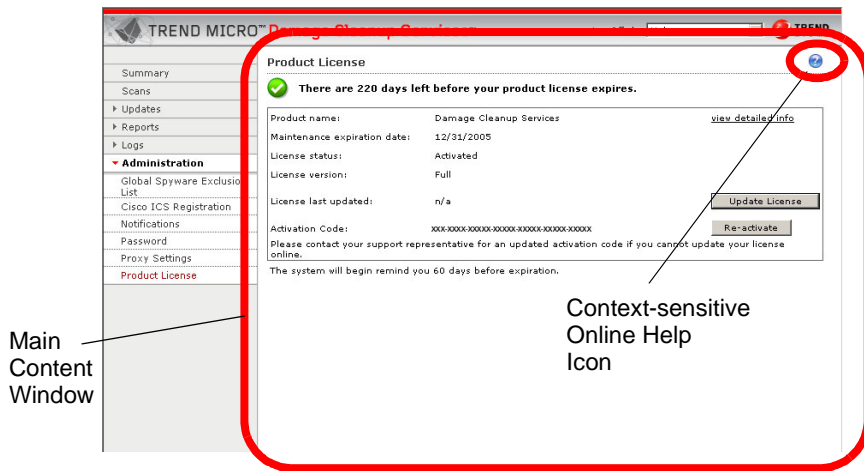 TREND MICRO™ Damage Cleanup
TREND
Product License
Summary
Scans
Updates
Reports
Logs
Administration
Global Spyware Exclusio
List
Cisco ICS Registration
Notifications
Password
Proxy Settings
Product License
There are 220 days left before your product license expires.
Product name: Damage Cleanup Services view detailed info
Maintenance expiration date: 12/31/2005
License status: Activated
License version: Full
License last updated: n/a Update License
Activation Code: xxx-xxxx-xxxxx-xxxxx-xxxxx-xxxxx-xxxxx Re-activate
Please contact your support representative for an updated activation code if you cannot update your license
online.
The system will begin remind you 60 days before expiration.
Context-sensitive
Online Help
Icon
Main
Content
Window